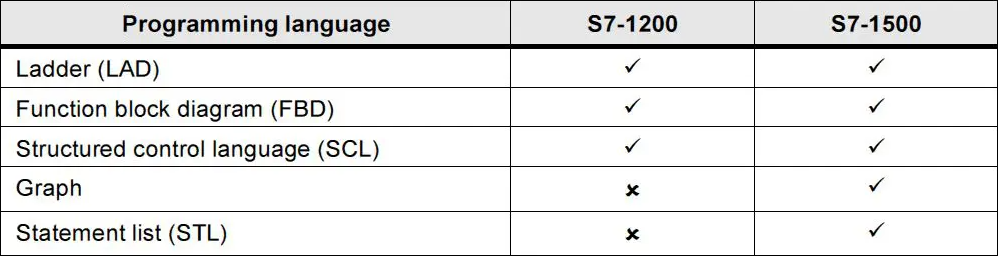 Programming language S7-1200 S7-1500
Ladder (LAD) ✓ ✓
Function block diagram (FBD) ✓ ✓
Structured control language (SCL) ✓ ✓
Graph ✗ ✓
Statement list (STL) ✗ ✓